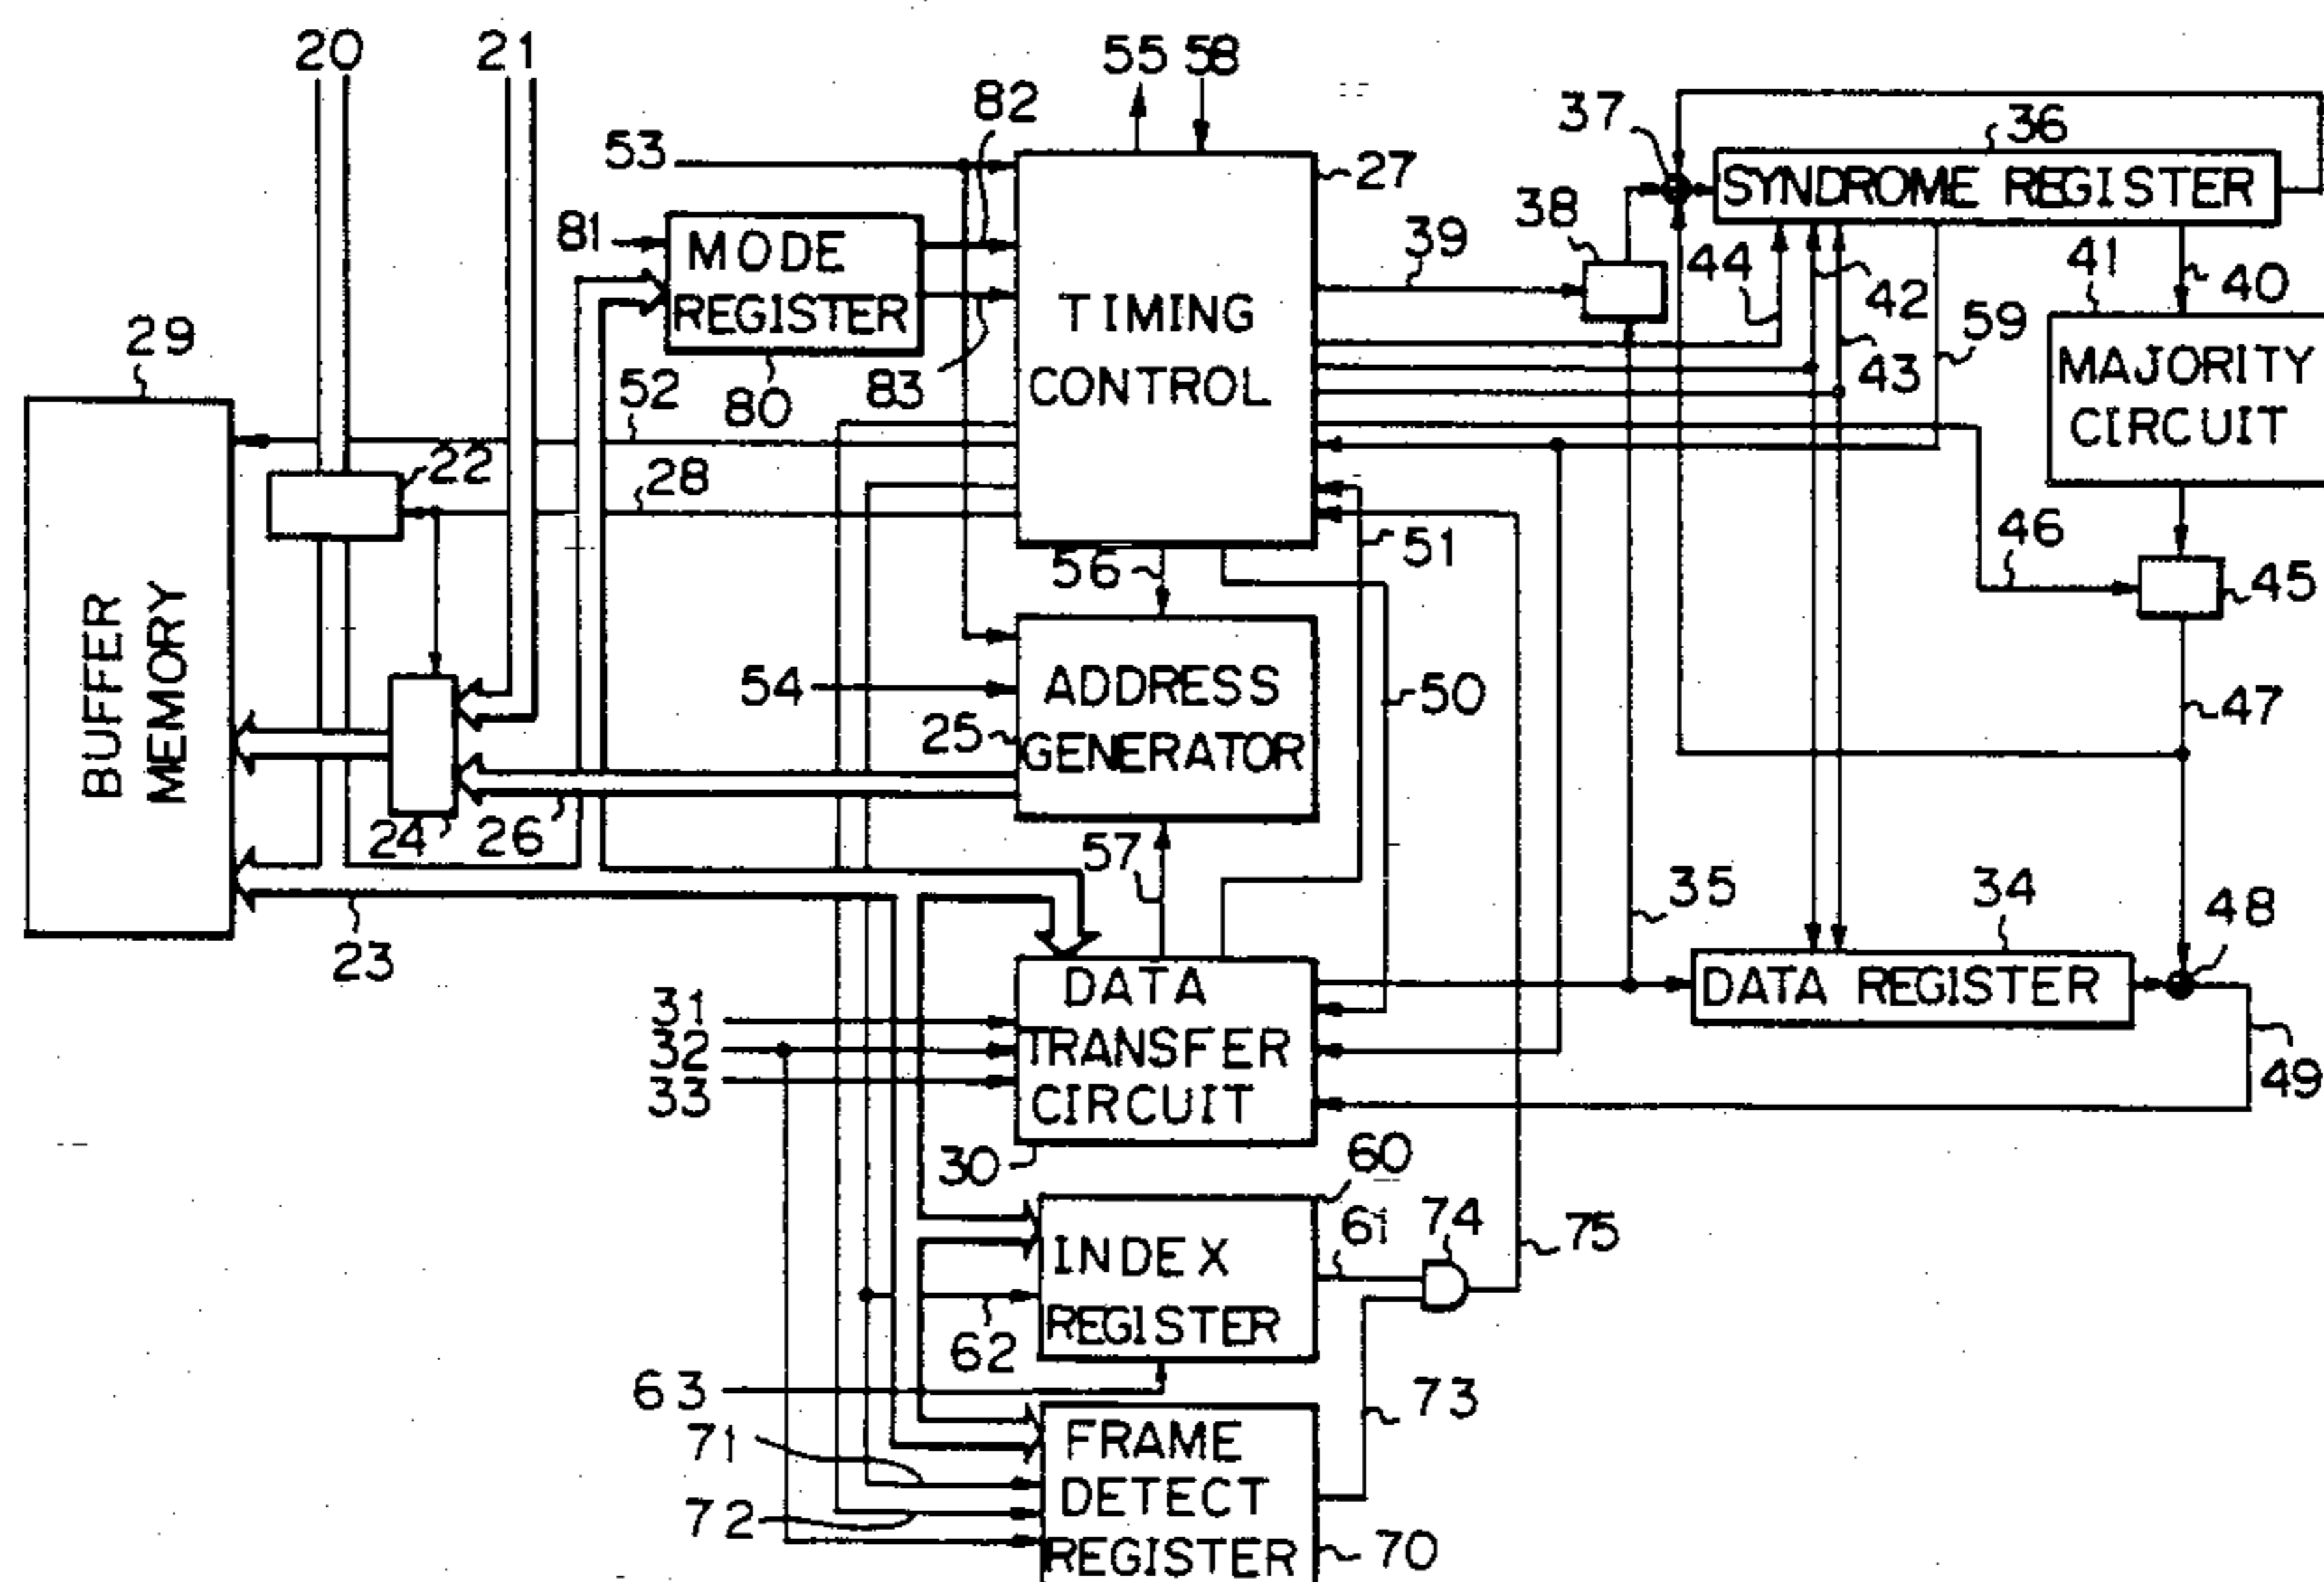 20
21
55
58
53
82
27
37
36
SYNDROME REGISTER
38
81
MODE
REGISTER
39
44
42
41
40
29
52
80
83
TIMING
CONTROL
43
59
MAJORITY
CIRCUIT
22
28
51
46
45
BUFFER
MEMORY
56
54
25
ADDRESS
GENERATOR
50
47
24
26
57
35
34
48
23
31
32
33
DATA
TRANSFER
CIRCUIT
DATA REGISTER
49
30
60
61
74
75
INDEX
REGISTER
62
63
73
71
72
FRAME
DETECT
REGISTER
70